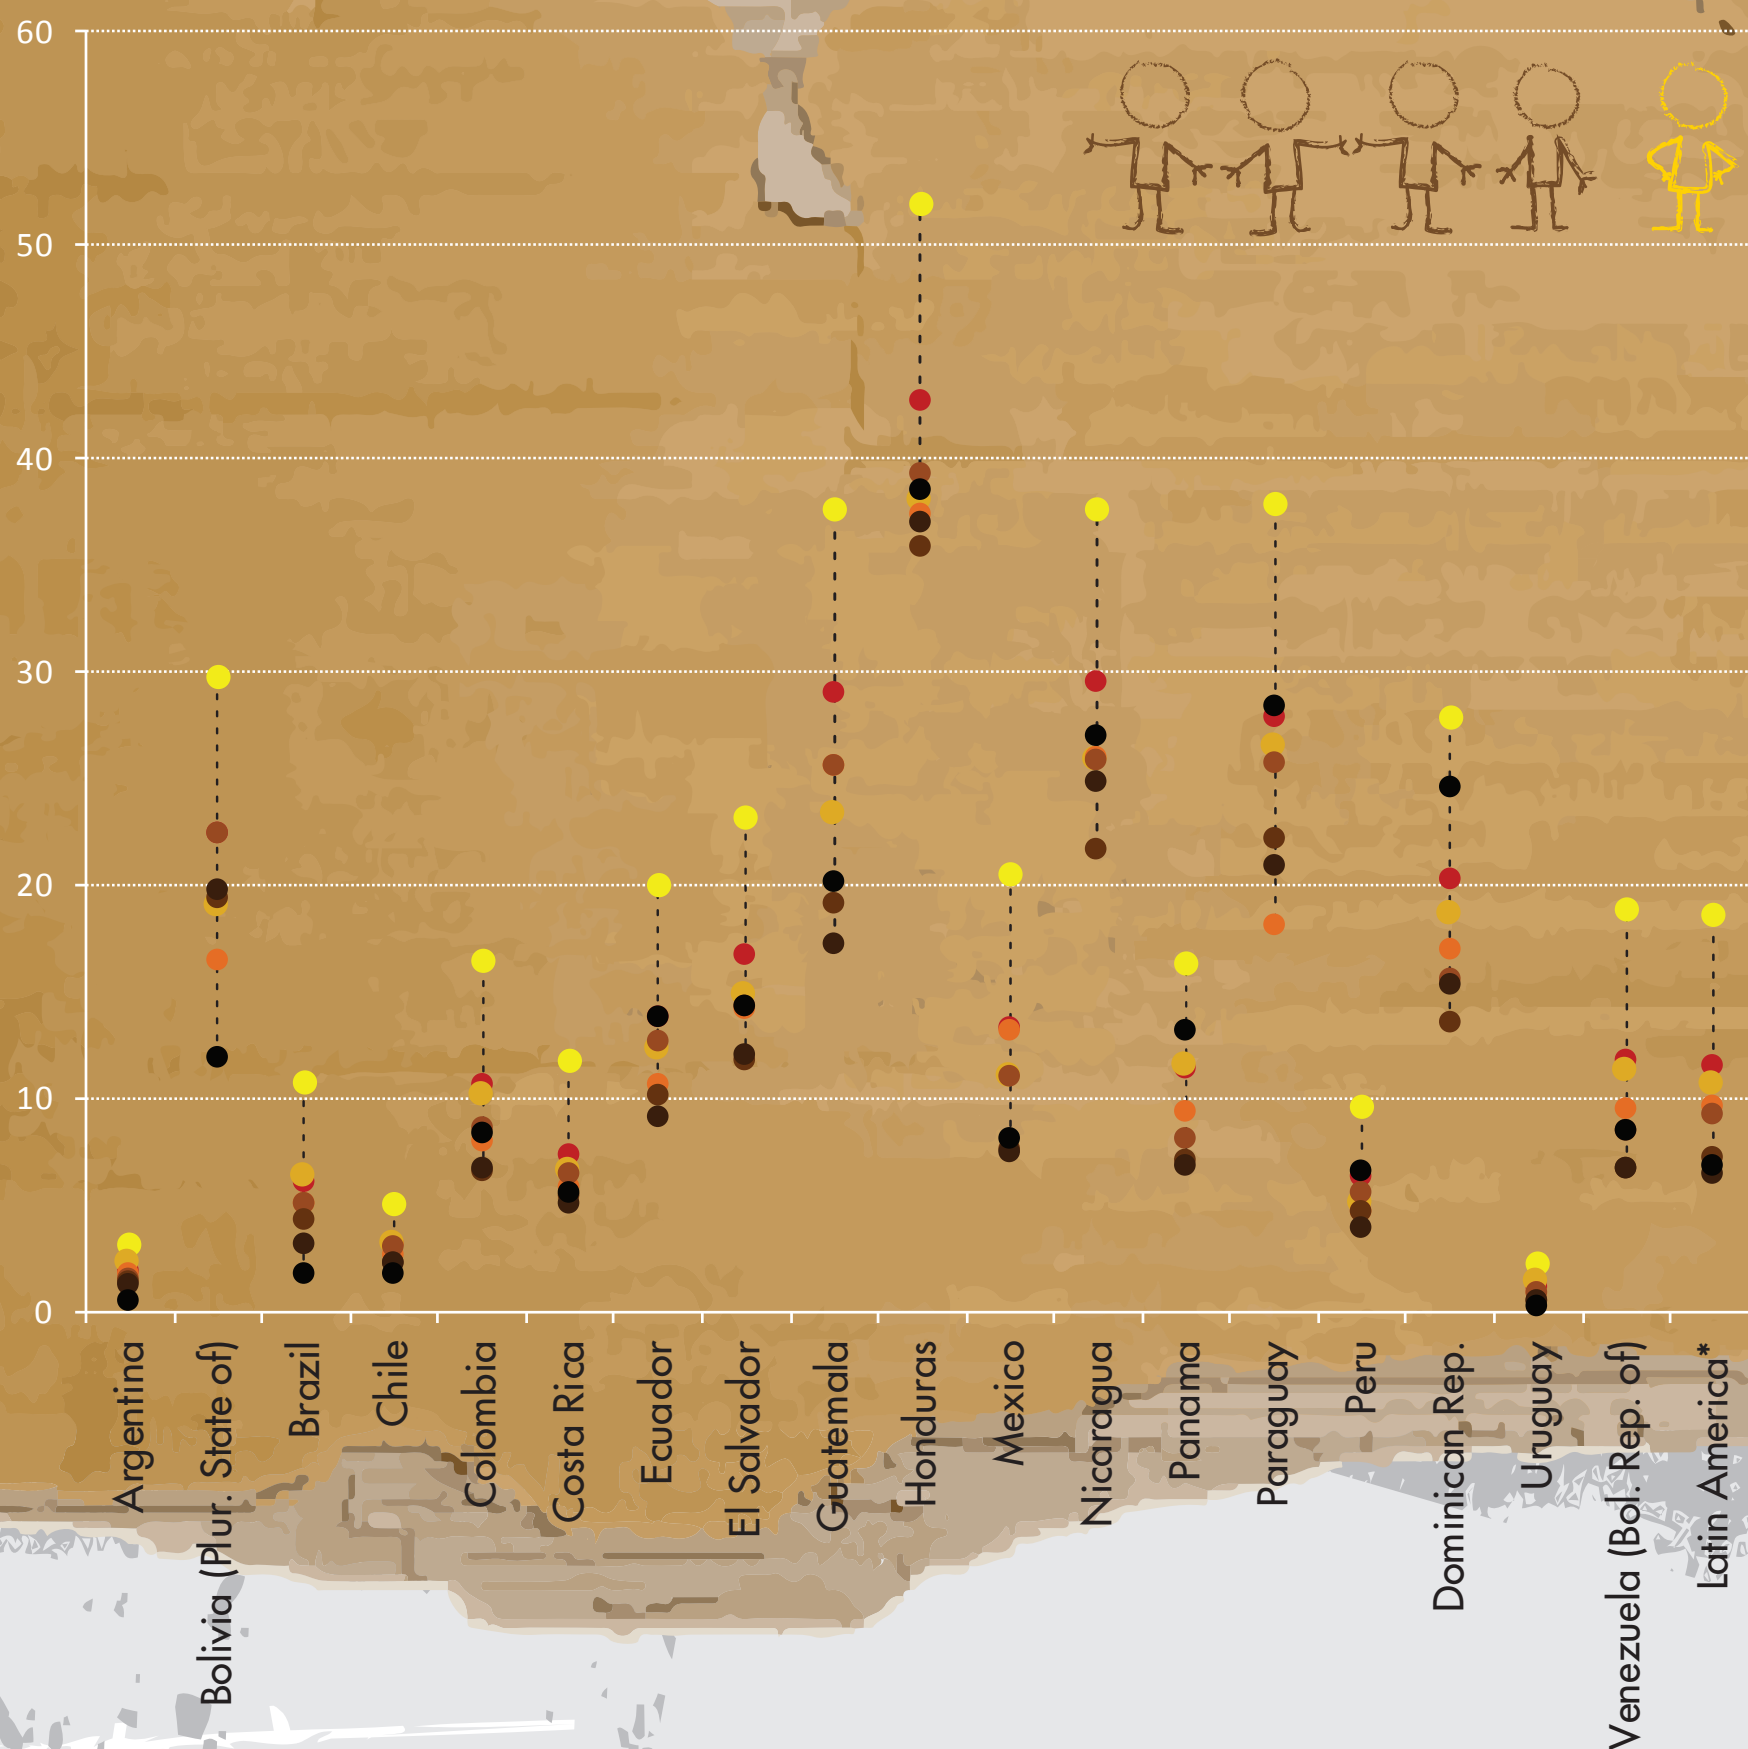 60
50
40
30
20
10
0
Argentina
Bolivia (Plur. State of)
Brazil
Chile
Colombia
Costa Rica
Ecuador
El Salvador
Guatemala
Honduras
Mexico
Nicaragua
Panama
Paraguay
Peru
Dominican Rep.
Uruguay
Venezuela (Bol. Rep. of)
Latin America*